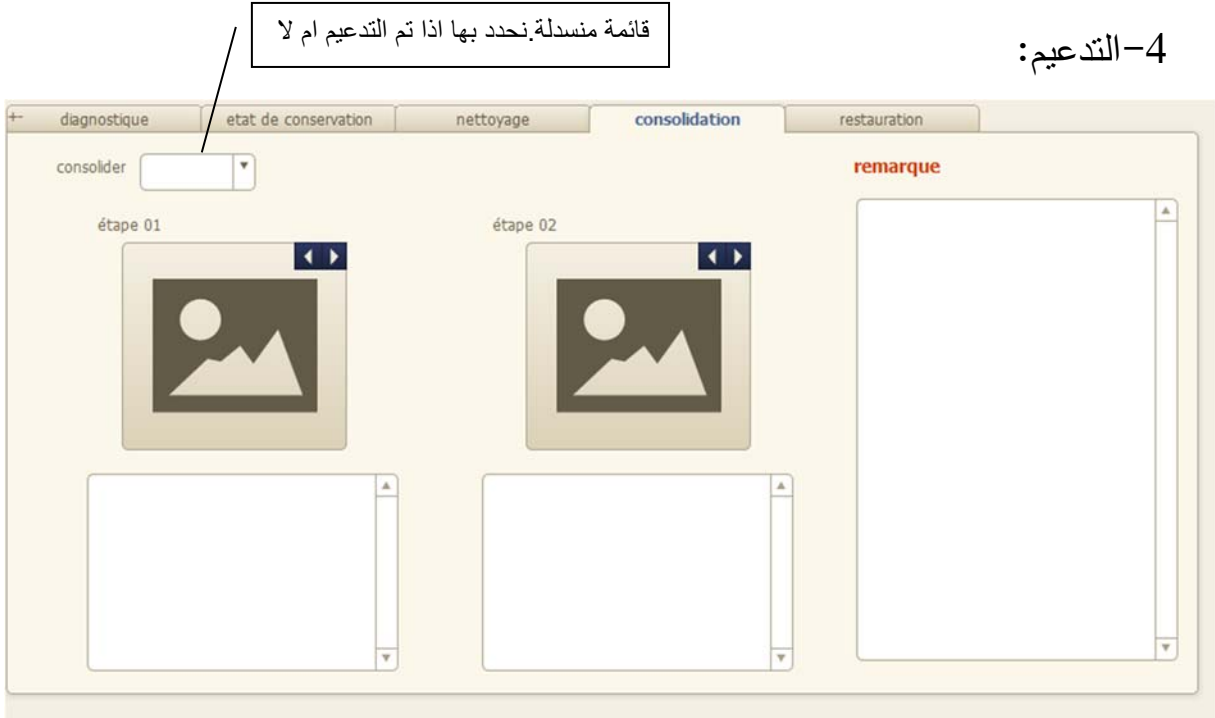 4-التدعيم:
قائمة منسدلة.نحدد بها اذا تم التدعيم ام لا
diagnostique
etat de conservation
nettoyage
consolidation
restauration
consolider
remarque
étape 01
étape 02